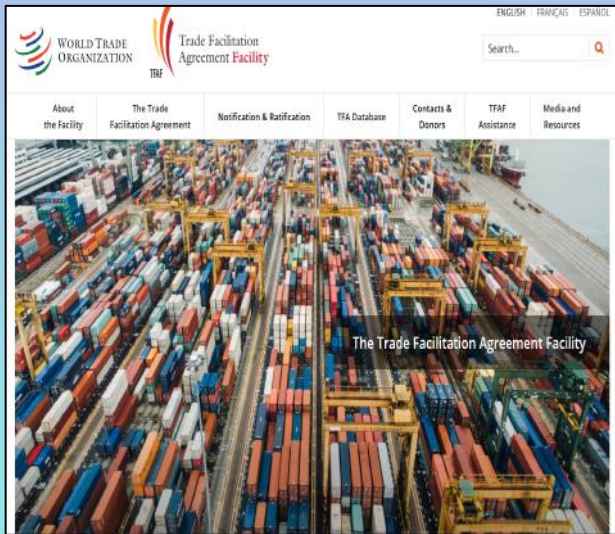 ENGLISH | FRANÇAIS | ESPAÑOL
WORLD TRADE
ORGANIZATION
TFAF
Trade Facilitation
Agreement Facility
Search...
About
the Facility
The Trade
Facilitation Agreement
Notification & Ratification
TFA Database
Contacts &
Donors
TFAF
Assistance
Media and
Resources
The Trade Facilitation Agreement Facility